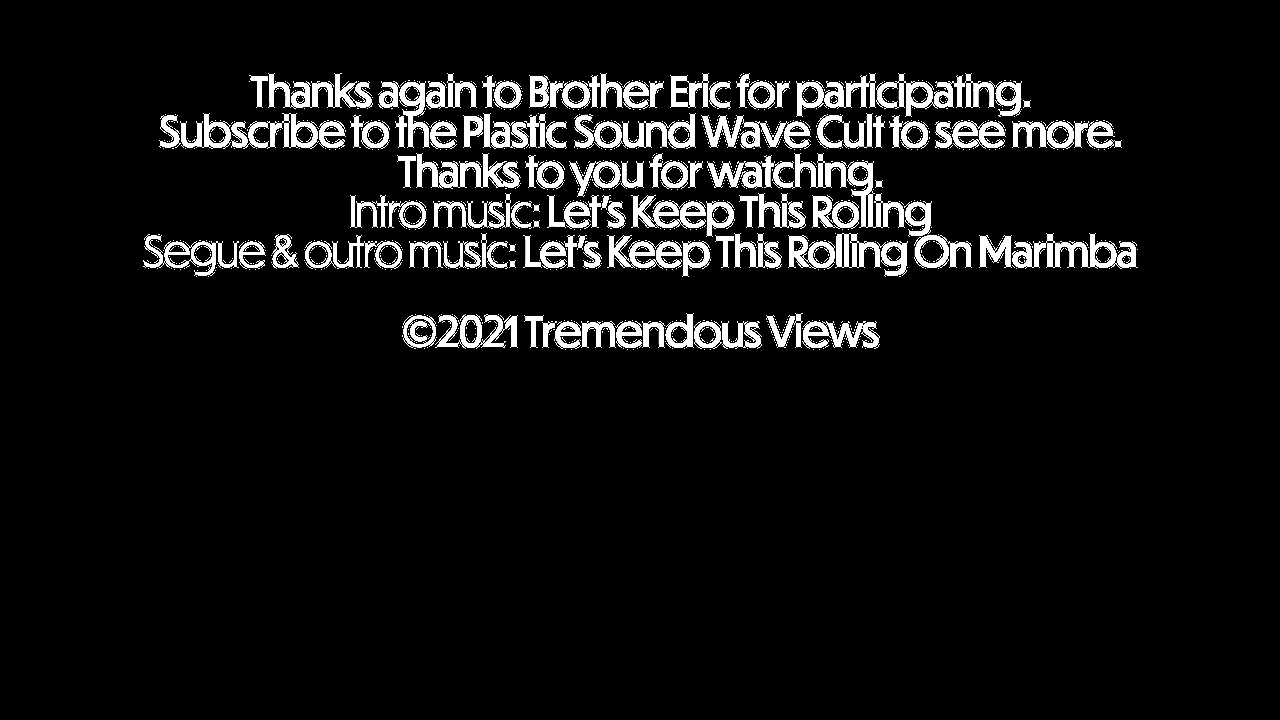 Thanks again to Brother Eric for participating.
Subscribe to the Plastic Sound Wave Cult to see more.
Thanks to you for watching.
Intro music: Let's Keep This Rolling
Segue & outro music: Let's Keep This Rolling On Marimba
©2021 Tremendous Views